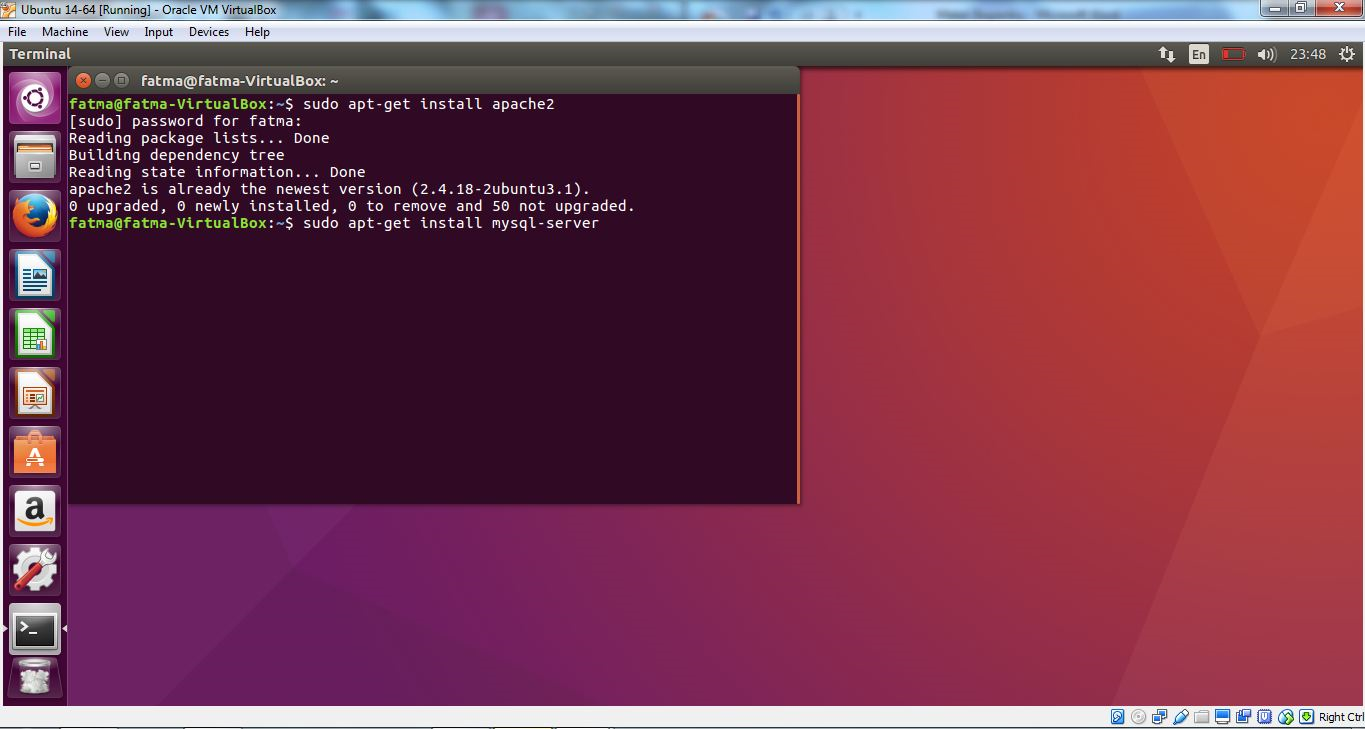 Ubuntu 14-64 [Running] - Oracle VM VirtualBox
File Machine View Input Devices Help
Terminal
En
23:48
fatma@fatma-VirtualBox: ~
fatma@fatma-VirtualBox:~$ sudo apt-get install apache2
[sudo] password for fatma:
Reading package lists... Done
Building dependency tree
Reading state information... Done
apache2 is already the newest version (2.4.18-2ubuntu3.1).
0 upgraded, 0 newly installed, 0 to remove and 50 not upgraded.
fatma@fatma-VirtualBox:~$ sudo apt-get install mysql-server
a
Right Ctrl